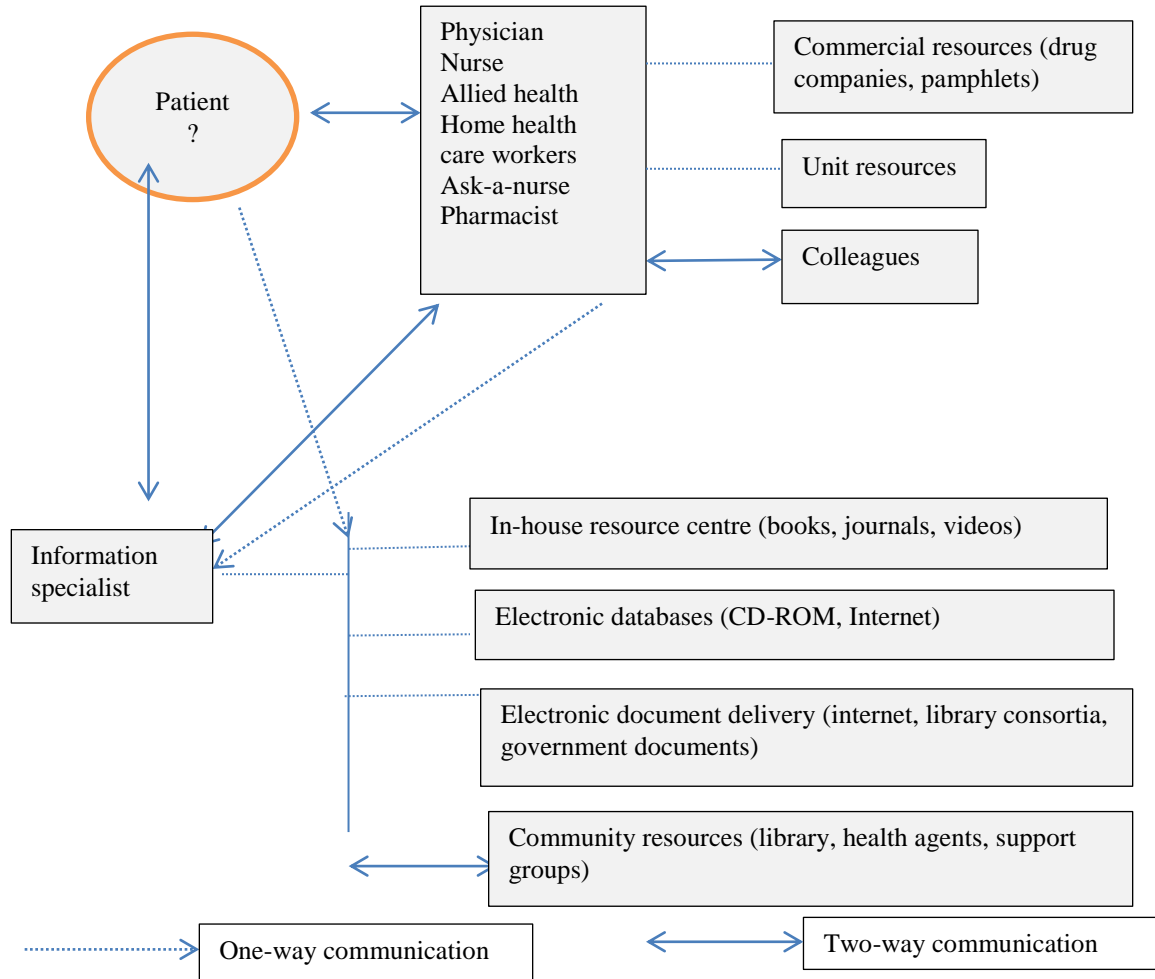 Patient
?
Physician
Nurse
Allied health
Home health
care workers
Ask-a-nurse
Pharmacist
Commercial resources (drug
companies, pamphlets)
Unit resources
Colleagues
Information
specialist
In-house resource centre (books, journals, videos)
Electronic databases (CD-ROM, Internet)
Electronic document delivery (internet, library consortia,
government documents)
Community resources (library, health agents, support
groups)
One-way communication
Two-way communication